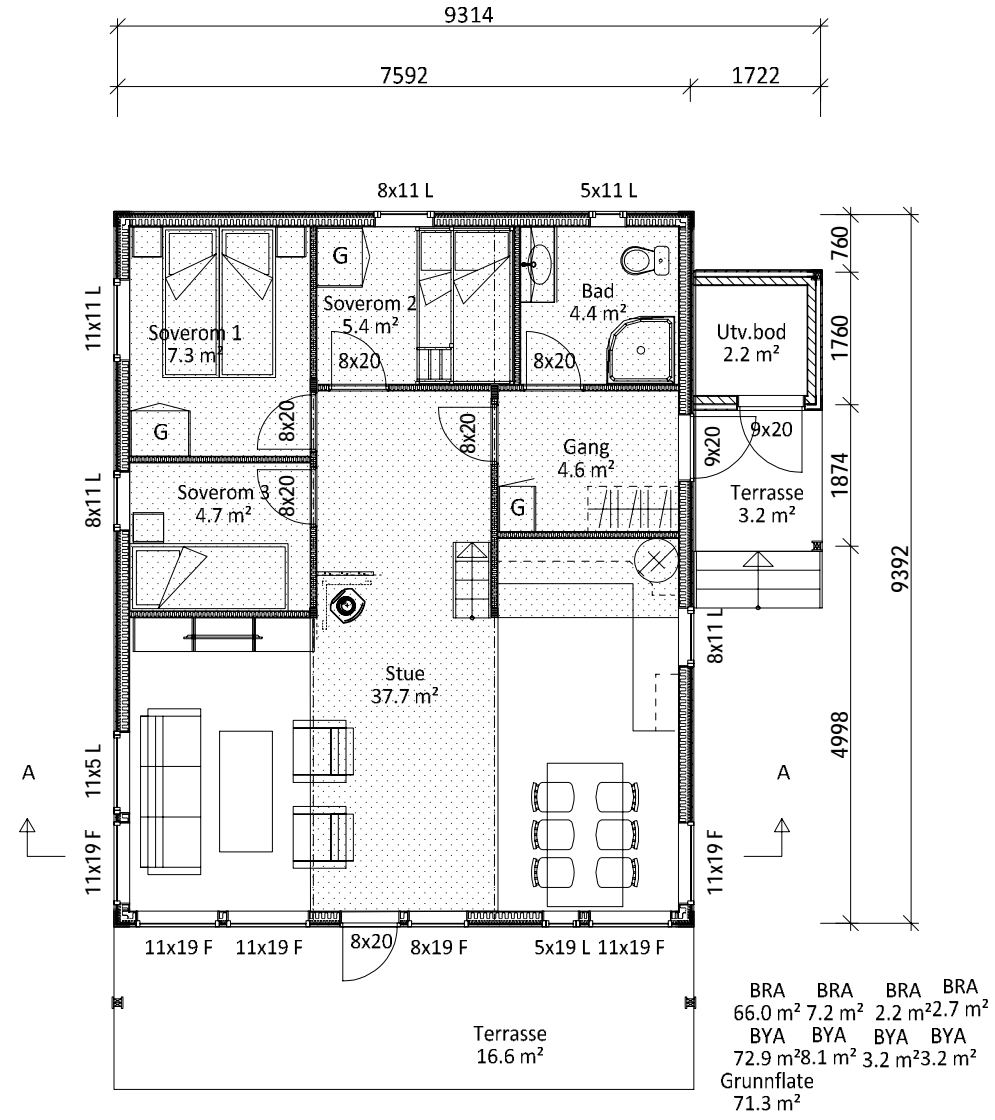 9314
7592 1722
8x11 L 5x11 L
760
G
Bad
4.4 m²
11x11 L
Soverom 2
5.4 m²
Soverom 1
7.3 m²
Utv.bod
2.2 m²
1760
8x20 8x20
8x20
8x20
9x20
9x20
G
Gang
4.6 m²
8x11 L
Soverom 3
4.7 m²
8x20
G
Terrasse
3.2 m²
1874
9392
8x11 L
Stue
37.7 m²
4998
A A
11x5 L
11x19 F
11x19 F
11x19 F 11x19 F 8x20 8x19 F 5x19 L 11x19 F
BRA BRA BRA BRA
66.0 m² 7.2 m² 2.2 m² 2.7 m²
BYA BYA BYA BYA
72.9 m² 8.1 m² 3.2 m² 3.2 m²
Terrasse
16.6 m²
Grunnflate
71.3 m²